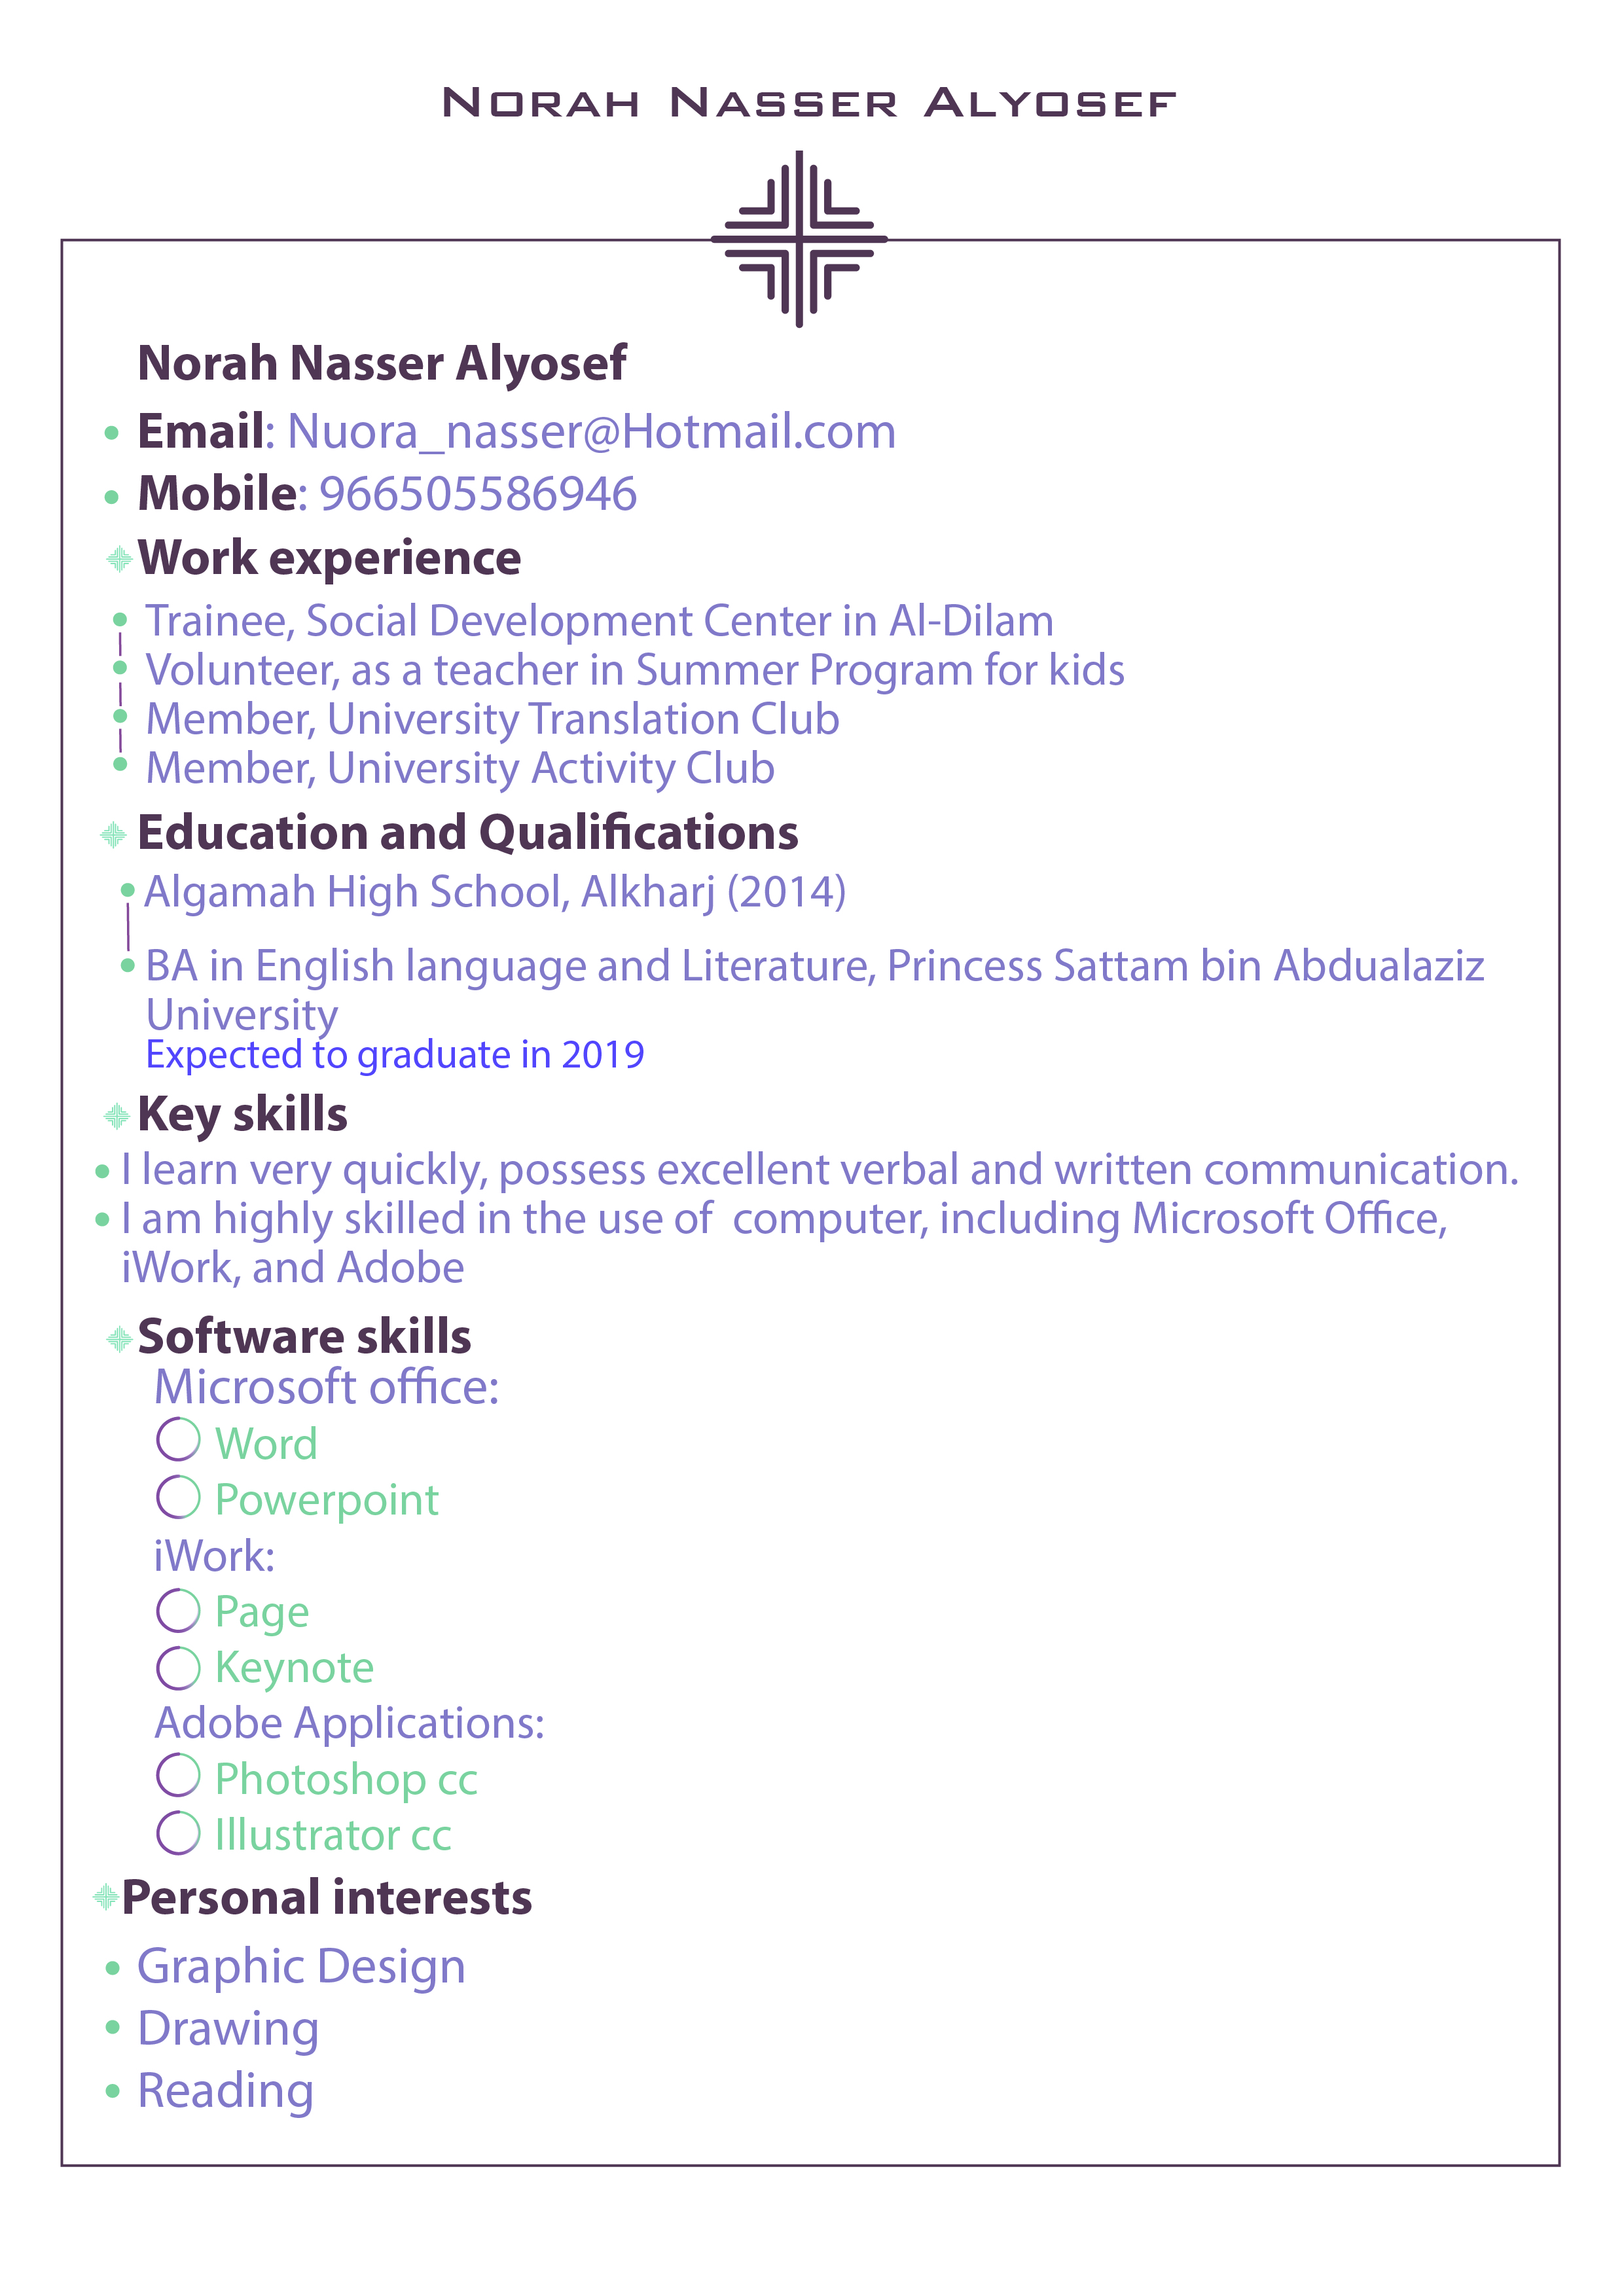 Norah Nasser Alyosef
Norah Nasser Alyosef
Email: Nuora_nasser@Hotmail.com
Mobile: 966505586946
Work experience
Trainee, Social Development Center in Al-Dilam
Volunteer, as a teacher in Summer Program for kids
Member, University Translation Club
Member, University Activity Club
Education and Qualifications
Algamah High School, Alkharj (2014)
BA in English language and Literature, Princess Sattam bin Abdualaziz
University
Expected to graduate in 2019
Key skills
I learn very quickly, possess excellent verbal and written communication.
I am highly skilled in the use of  computer, including Microsoft Office,
iWork, and Adobe
Software skills
Microsoft office:
Word
Powerpoint
iWork:
Page
Keynote
Adobe Applications:
Photoshop cc
Illustrator cc
Personal interests
Graphic Design
Drawing
Reading